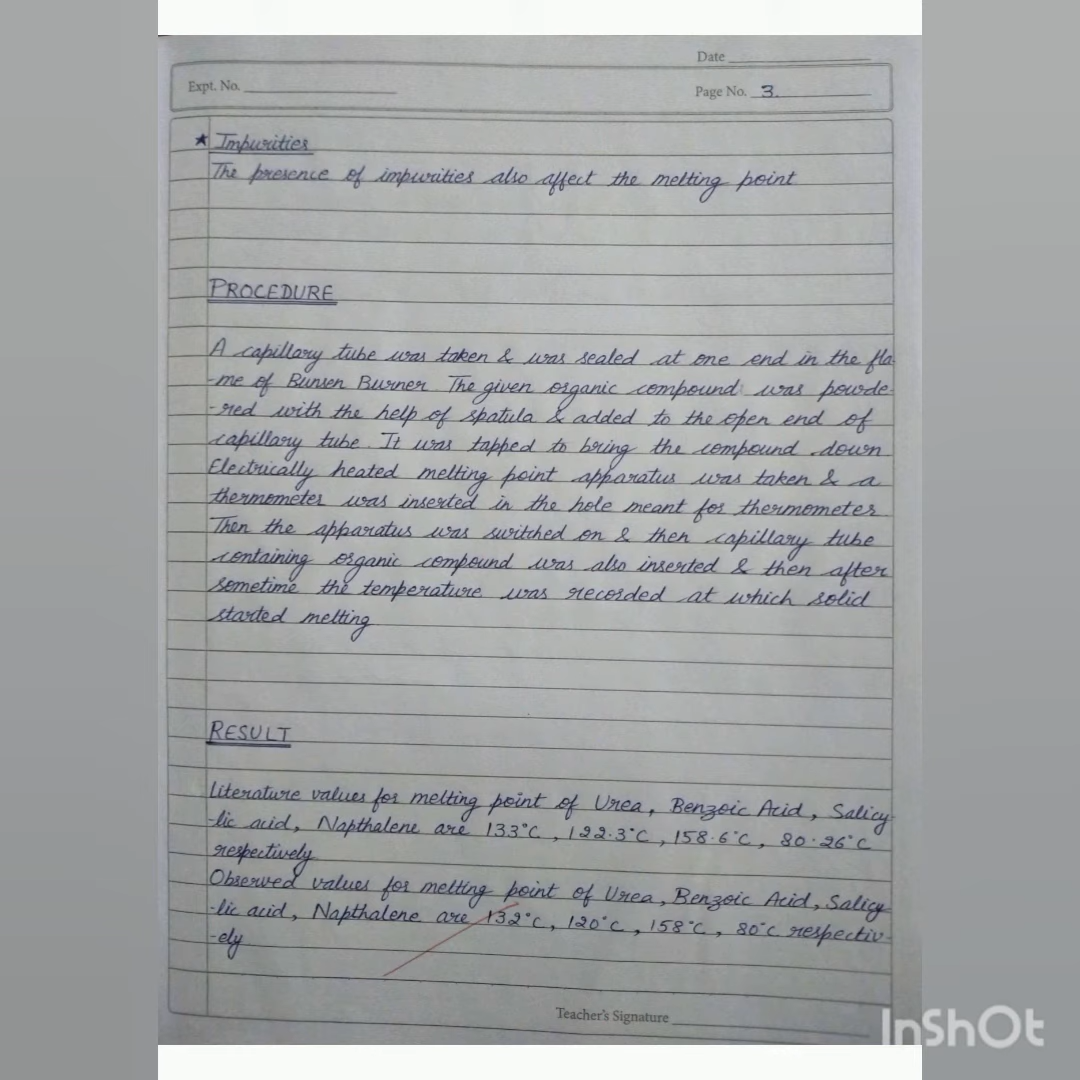 Date
Expt. No.
Page No. 3.
★ Impurities
The presence of impurities also affect the melting point
PROCEDURE
A capillary tube was taken & was sealed at one end in the fla-
-me of Bunsen Burner The given organic compound was powde-
-red with the help of spatula & added to the open end of
capillary tube. It was tapped to bring the compound down
Electrically heated melting point apparatus was taken & a
thermometer was inserted in the hole meant for thermometer
Then the apparatus was switched on & then capillary tube
containing organic compound was also inserted & then after
sometime the temperature was recorded at which solid
started melting
RESULT
Literature values for melting point of Urea, Benzoic Acid, Salicy-
-lic acid, Napthalene are 133°C, 122.3°C, 158.6°C, 80.26°C
respectively
Observed values for melting point of Urea, Benzoic Acid, Salicy-
-lic acid, Napthalene are 132°C, 120°C, 158°C, 80°C respectiv-
-ely
Teacher's Signature
InShOt